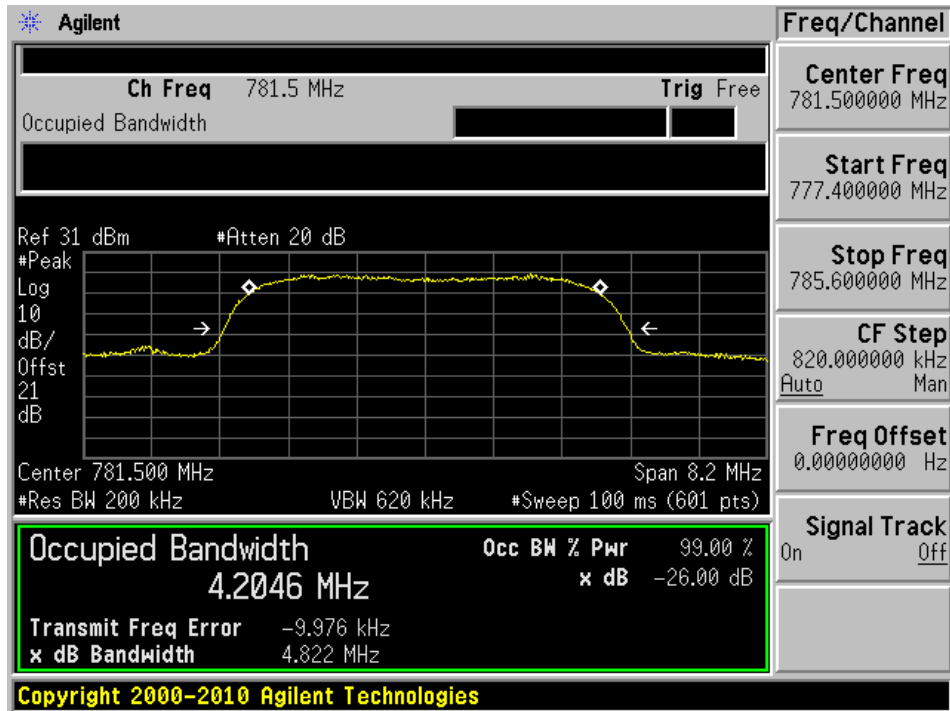 Agilent
Freq/Channel
Ch Freq 781.5 MHz Trig Free
Occupied Bandwidth
Center Freq
781.500000 MHz
Start Freq
777.400000 MHz
Stop Freq
785.600000 MHz
CF Step
820.000000 kHz
Auto Man
Freq Offset
0.00000000 Hz
Signal Track
On Off
Ref 31 dBm #Atten 20 dB
#Peak
Log
10
dB/
Offst
21
dB
Center 781.500 MHz Span 8.2 MHz
#Res BW 200 kHz VBW 620 kHz #Sweep 100 ms (601 pts)
Occupied Bandwidth Occ BW % Pwr 99.00 %
4.2046 MHz x dB -26.00 dB
Transmit Freq Error -9.976 kHz
x dB Bandwidth 4.822 MHz
Copyright 2000-2010 Agilent Technologies